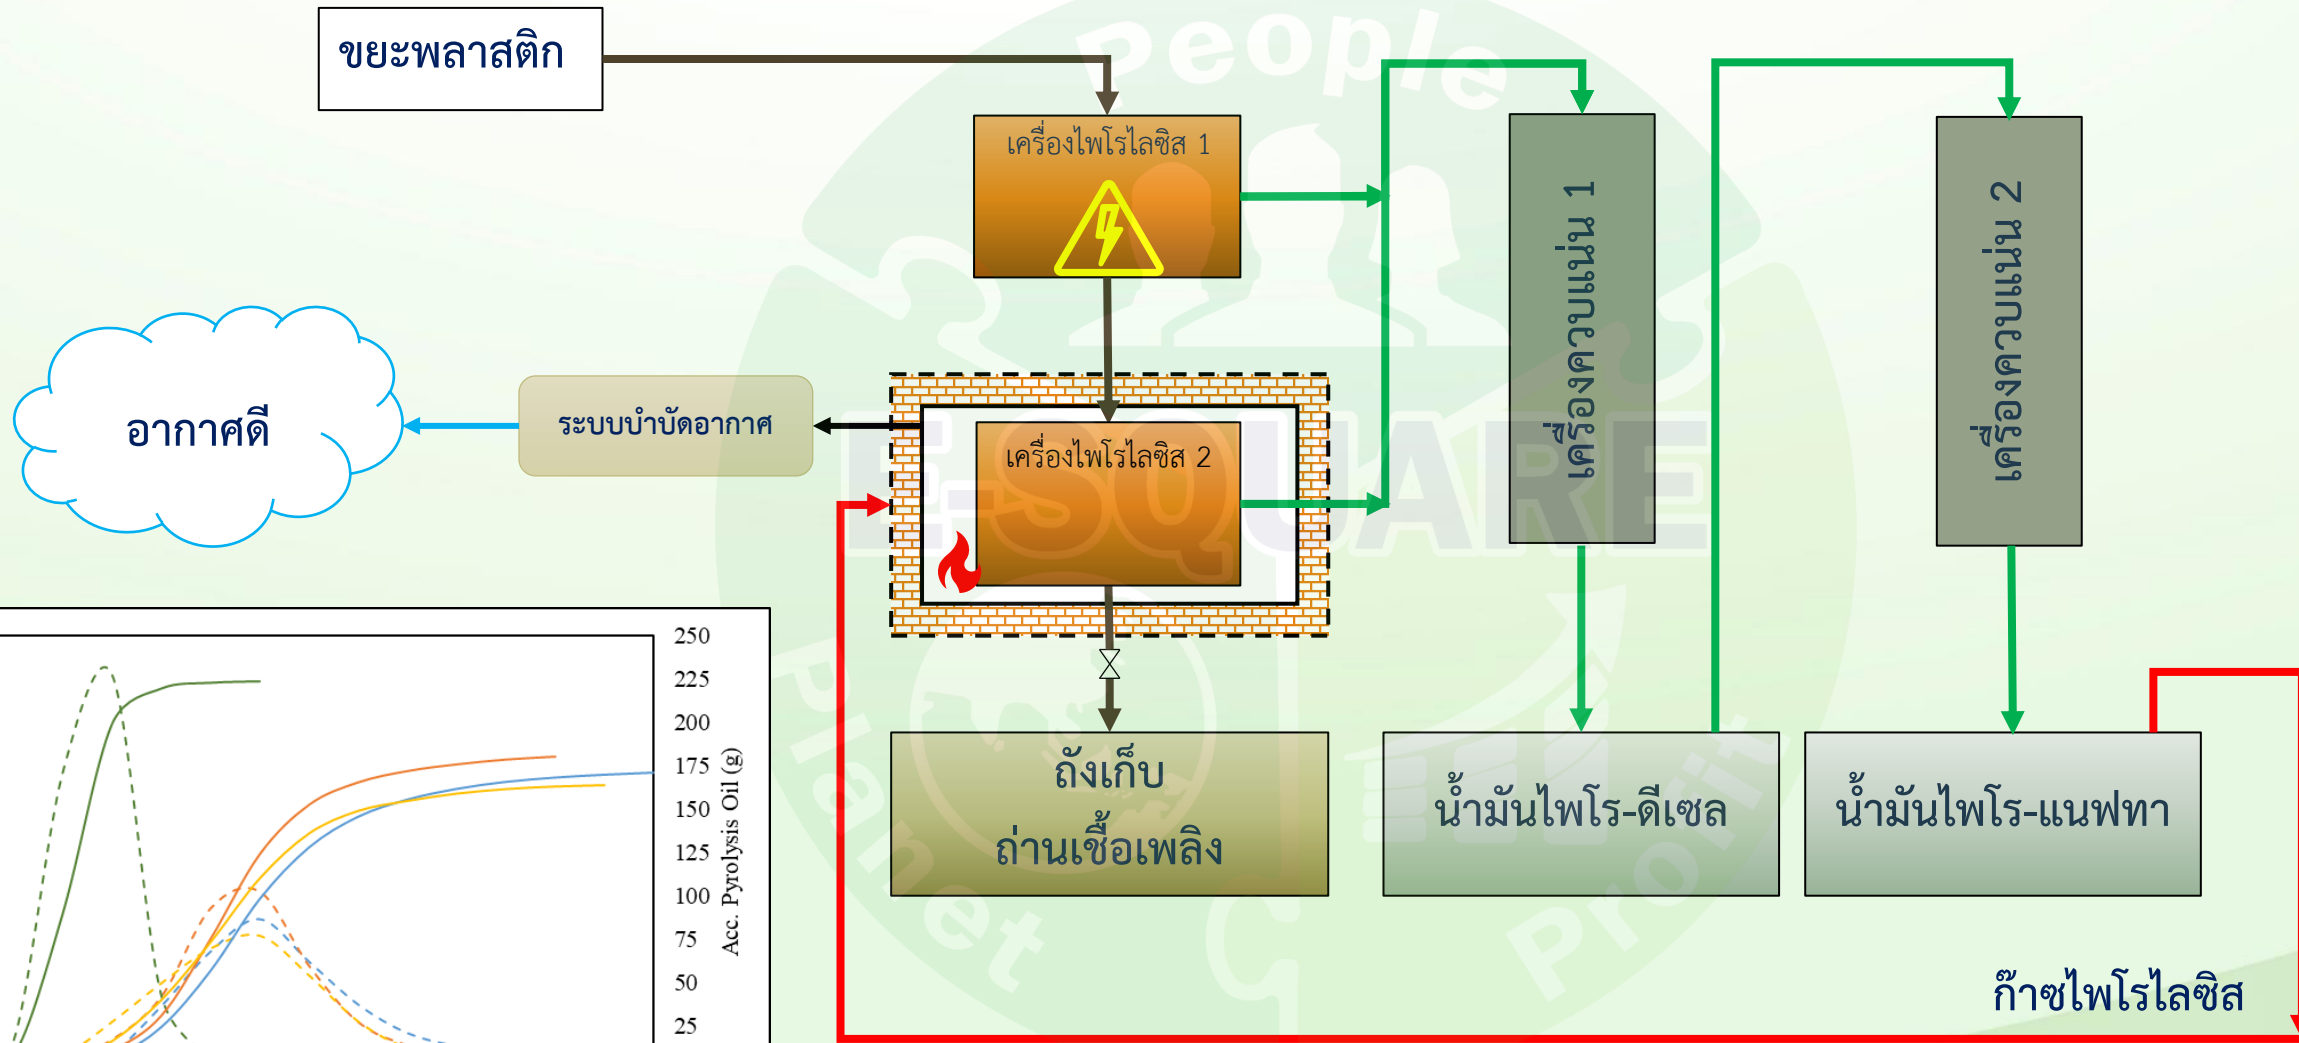 People
ขยะพลาสติก
เครื่องไพโรไลซิส 1
เครื่องควบแน่น 1
เครื่องควบแน่น 2
อากาศดี
ระบบบำบัดอากาศ
เครื่องไพโรไลซิส 2
E-SQUARE
250
225
200
175
150
125
100
75
50
25
Acc. Pyrolysis Oil (g)
Planet
Profit
ถังเก็บ
ถ่านเชื้อเพลิง
น้ำมันไพโร-ดีเซล
น้ำมันไพโร-แนฟทา
ก๊าซไพโรไลซิส